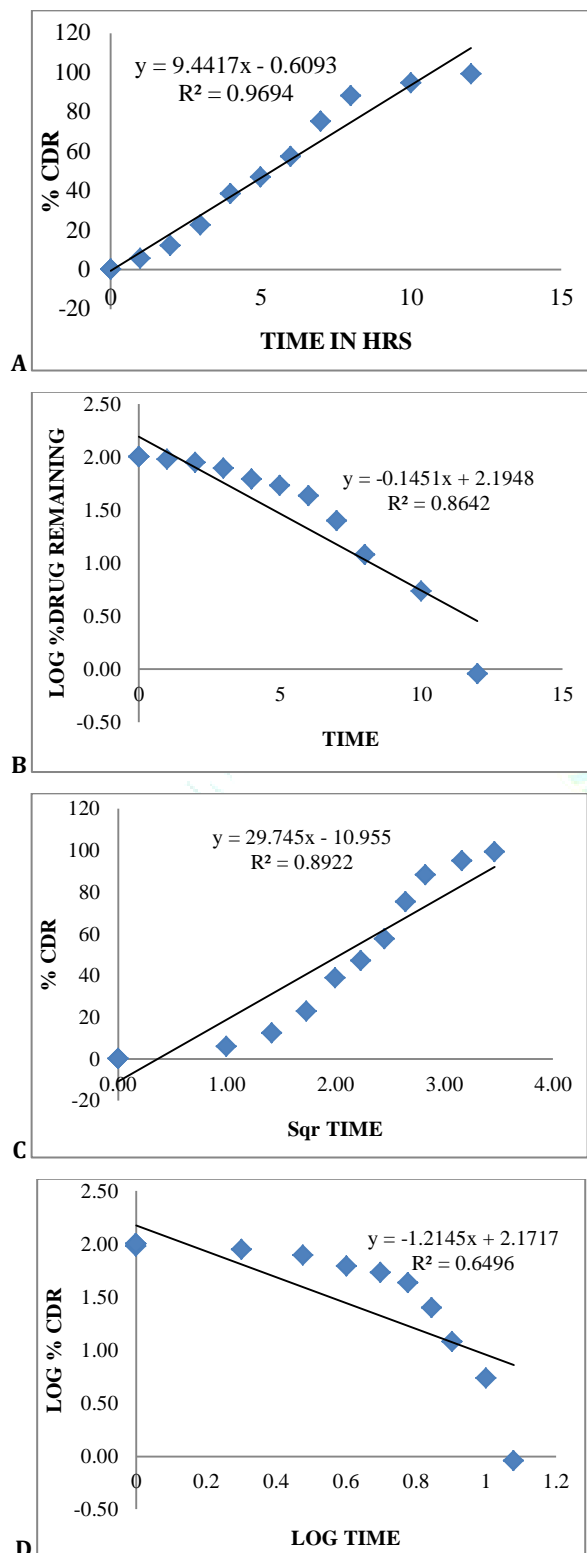 120
100
80
60
40
20
0
-20
% CDR
y = 9.4417x - 0.6093
R² = 0.9694
0 5 10 15
TIME IN HRS
A
2.50
2.00
1.50
1.00
0.50
0.00
-0.50
LOG %DRUG REMAINING
y = -0.1451x + 2.1948
R² = 0.8642
0 5 10 15
TIME
B
120
100
80
60
40
20
0
-20
% CDR
y = 29.745x - 10.955
R² = 0.8922
0.00 1.00 2.00 3.00 4.00
Sqr TIME
C
2.50
2.00
1.50
1.00
0.50
0.00
-0.50
LOG % CDR
y = -1.2145x + 2.1717
R² = 0.6496
0 0.2 0.4 0.6 0.8 1 1.2
LOG TIME
D